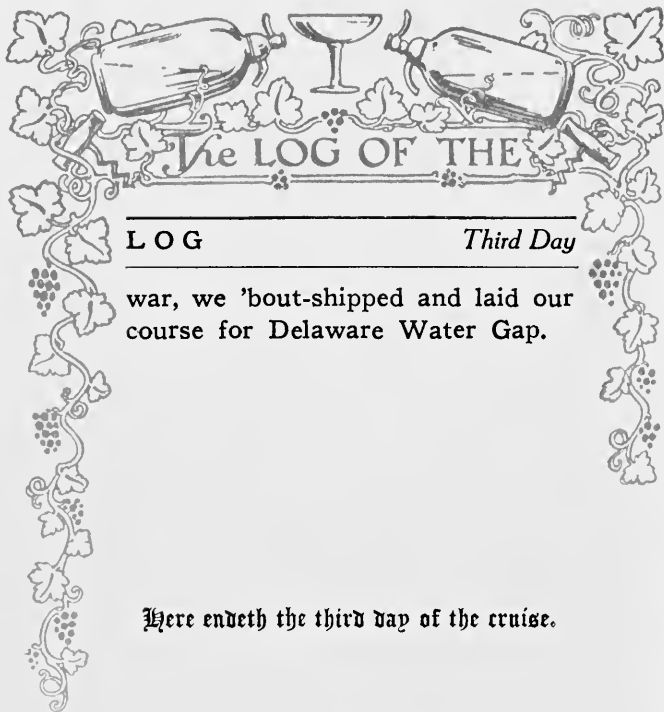 The LOG OF THE
LOG Third Day
war, we ’bout-shipped and laid our
course for Delaware Water Gap.
Here endeth the third day of the cruise.